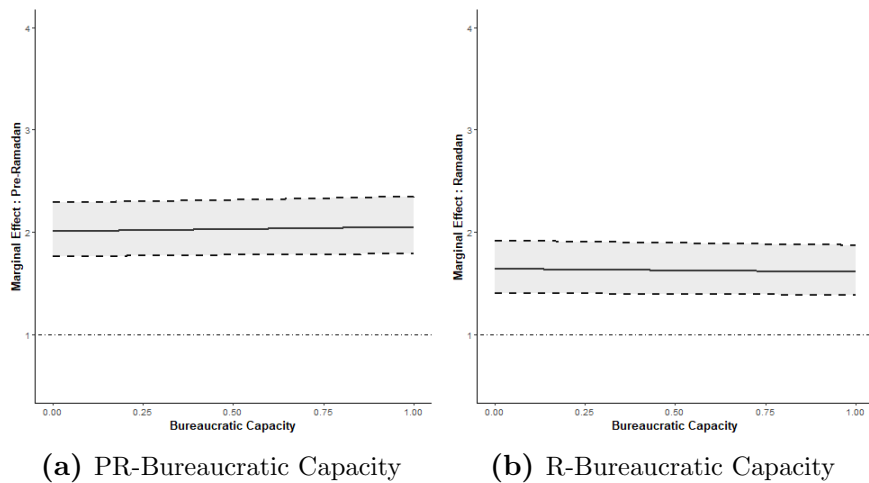 4
3
2
1
Marginal Effect : Pre-Ramadan
0.00 0.25 0.50 0.75 1.00
Bureaucratic Capacity
(a) PR-Bureaucratic Capacity
4
3
2
1
Marginal Effect : Ramadan
0.00 0.25 0.50 0.75 1.00
Bureaucratic Capacity
(b) R-Bureaucratic Capacity